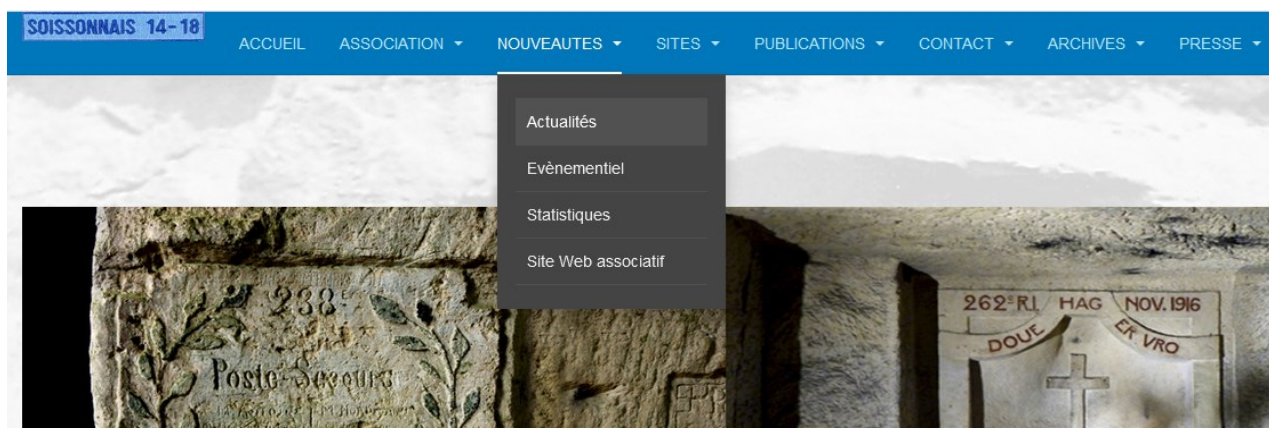 SOISSONNAIS 14-18
ACCUEIL ASSOCIATION NOUVEAUTES SITES PUBLICATIONS CONTACT ARCHIVES PRESSE
Actualités
Evènementiel
Statistiques
Site Web associatif
238e
Poste-Secours
262e R.I. HAG NOV. 1916
DOUE ER VRO